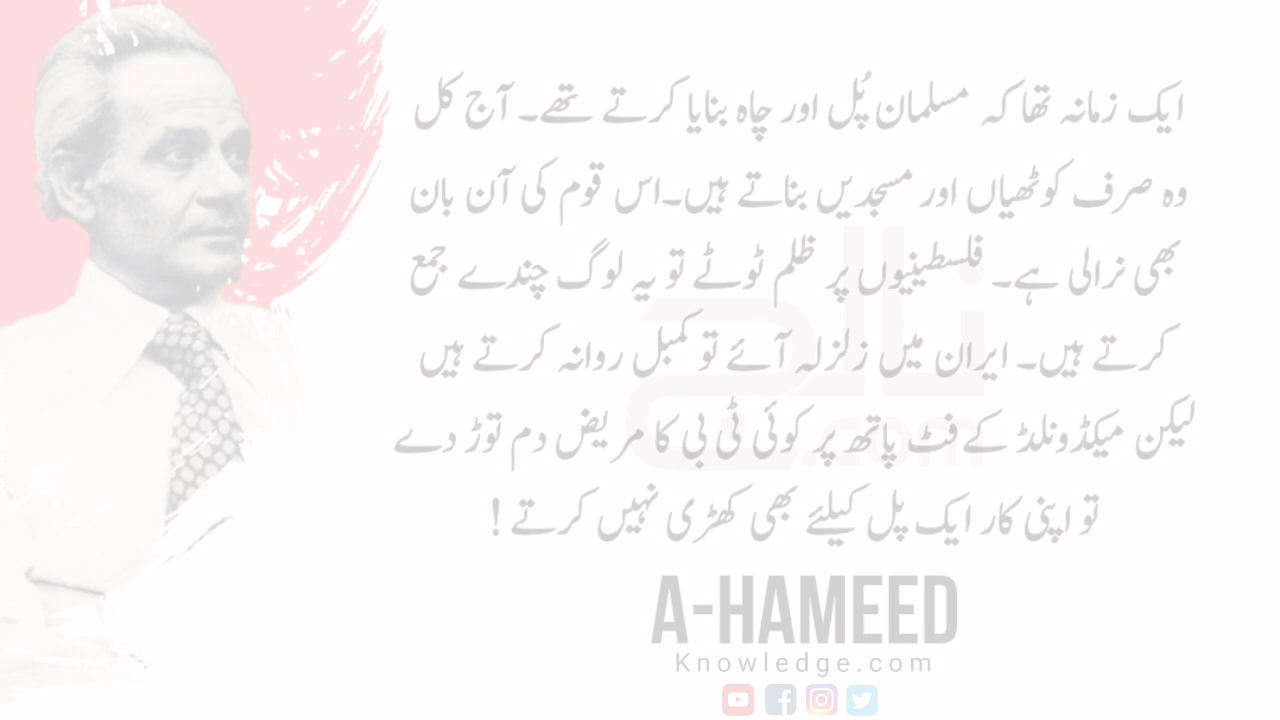 ایک زمانہ تھا کہ مسلمان پُل اور چاہ بنایا کرتے تھے۔ آج کل
وہ صرف کوٹھیاں اور مسجدیں بناتے ہیں۔اس قوم کی آن بان
بھی نرالی ہے۔ فلسطینیوں پر ظلم ٹوٹے تو یہ لوگ چندے جمع
کرتے ہیں۔ ایران میں زلزلہ آئے تو کمبل روانہ کرتے ہیں
لیکن میکڈونلڈ کے فٹ پاتھ پر کوئی ٹی بی کا مریض دم توڑ دے
تو اپنی کار ایک پل کیلئے بھی کھڑی نہیں کرتے !
A-HAMEED
Knowledge.com
.com